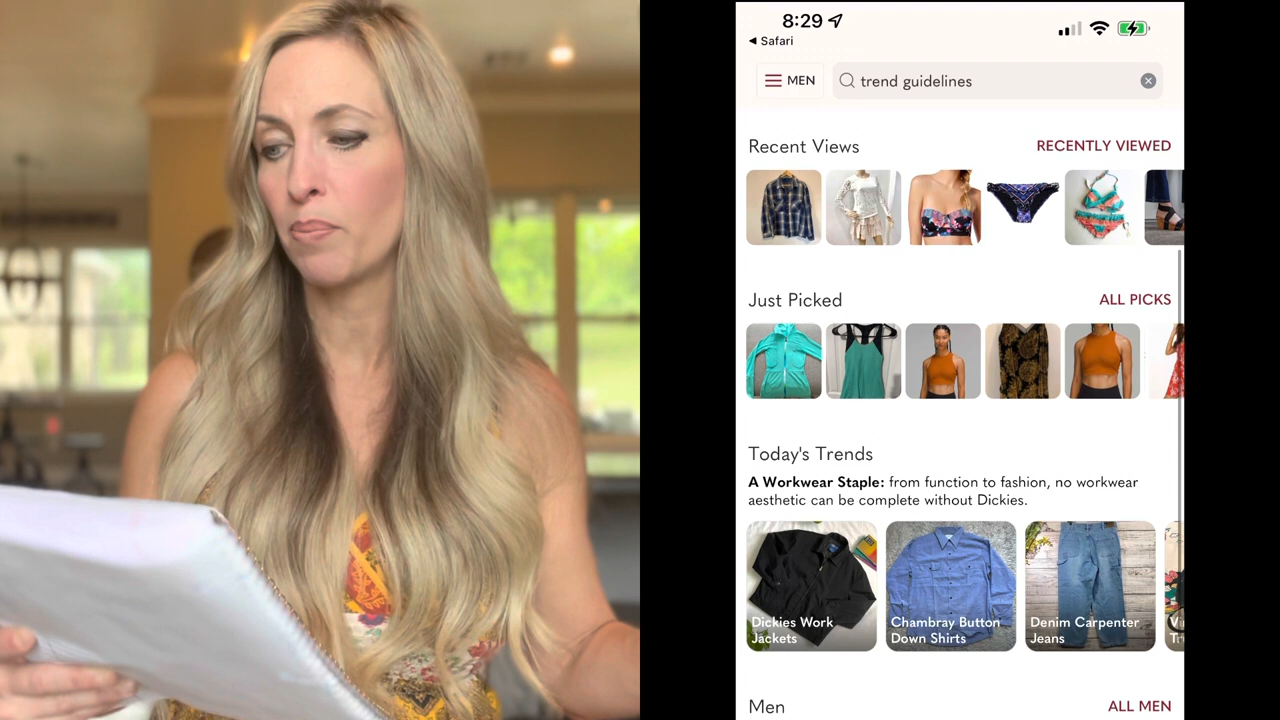 8:29
Safari
MEN
trend guidelines
Recent Views
RECENTLY VIEWED
Just Picked
ALL PICKS
Today's Trends
A Workwear Staple: from function to fashion, no workwear
aesthetic can be complete without Dickies.
Dickies Work
Jackets
Chambray Button
Down Shirts
Denim Carpenter
Jeans
Men
ALL MEN